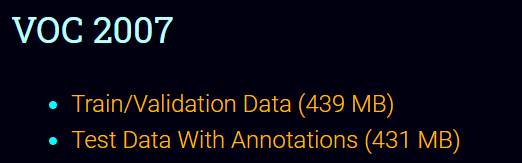 VOC 2007
Train/Validation Data (439 MB)
Test Data With Annotations (431 MB)